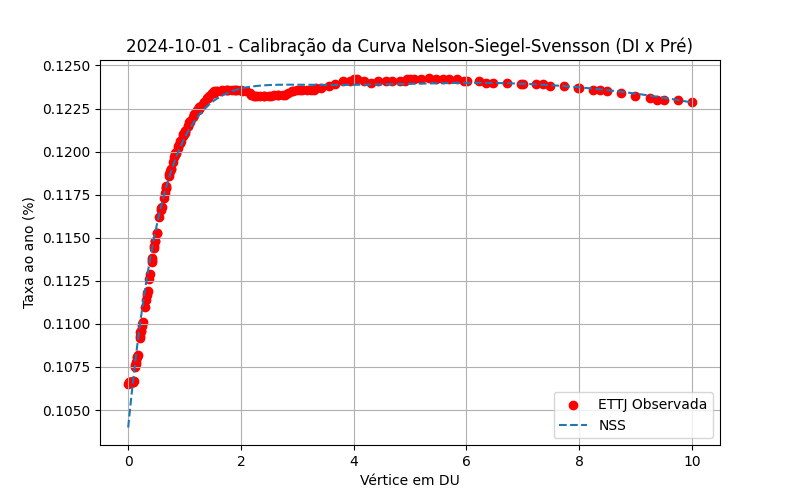 2024-10-01 - Calibração da Curva Nelson-Siegel-Svensson (DI x Pré)
Taxa ao ano (%)
0.1250
0.1225
0.1200
0.1175
0.1150
0.1125
0.1100
0.1075
0.1050
ETTJ Observada
NSS
0 2 4 6 8 10
Vértice em DU